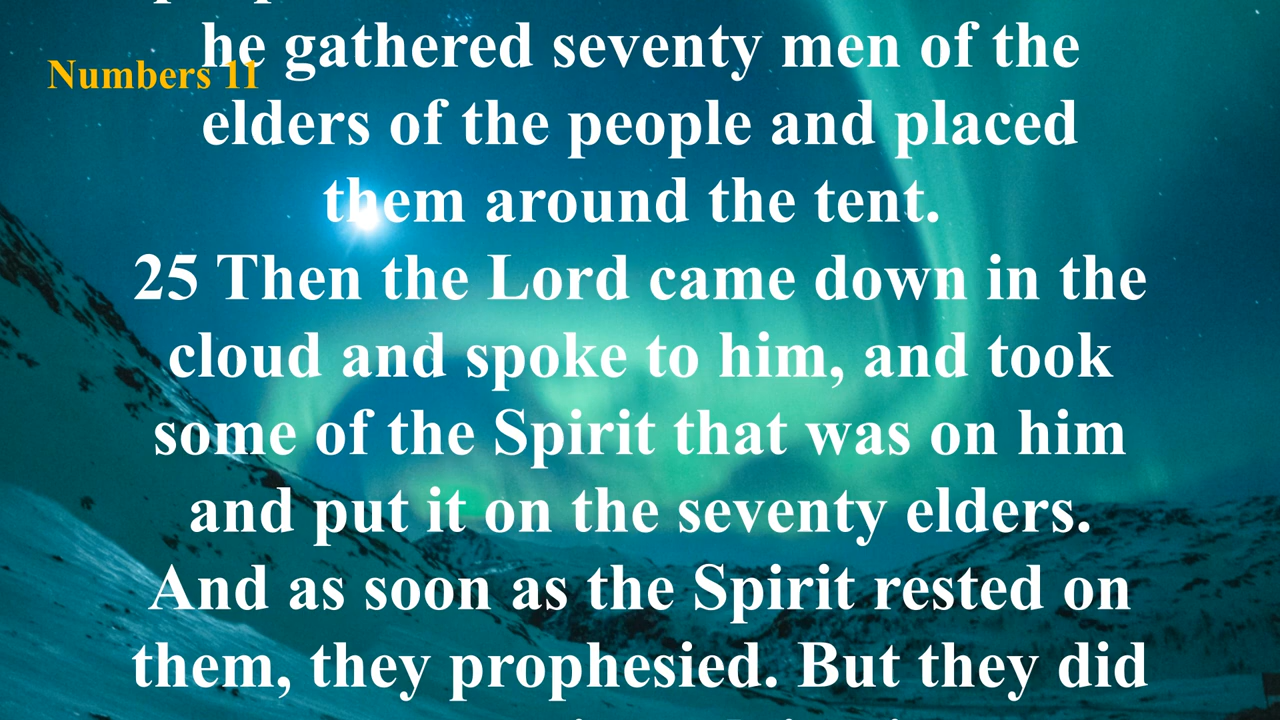 Numbers 11
he gathered seventy men of the
elders of the people and placed
them around the tent.
25 Then the Lord came down in the
cloud and spoke to him, and took
some of the Spirit that was on him
and put it on the seventy elders.
And as soon as the Spirit rested on
them, they prophesied. But they did